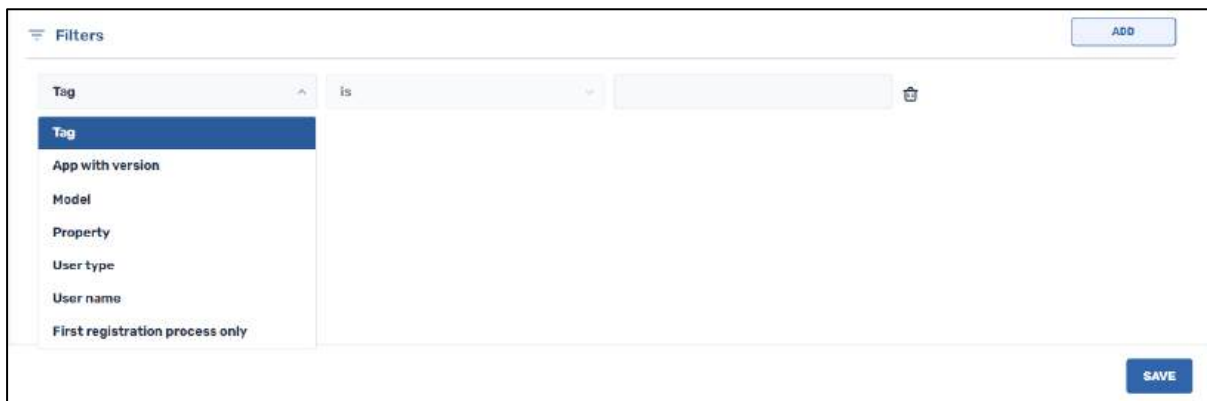 Filters
ADD
Tag
is
Tag
App with version
Model
Property
User type
User name
First registration process only
SAVE